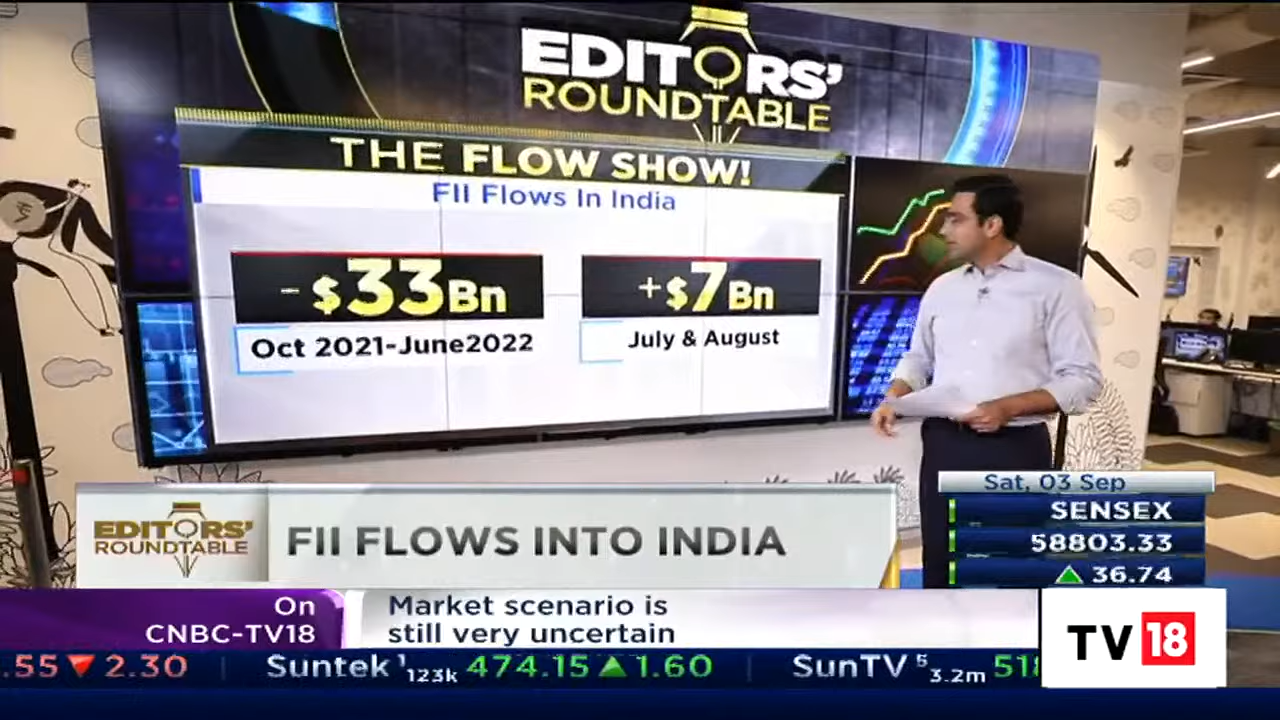 EDITORS'
ROUNDTABLE
THE FLOW SHOW!
FII Flows In India
- $33Bn
+$7Bn
Oct 2021-June2022
July & August
EDITORS'
ROUNDTABLE
FII FLOWS INTO INDIA
Sat, 03 Sep
SENSEX
58803.33
▲ 36.74
On
CNBC-TV18
Market scenario is
still very uncertain
TV18
.55 ▼ 2.30 Suntek 1 123k 474.15 ▲ 1.60 SunTV 5 3.2m